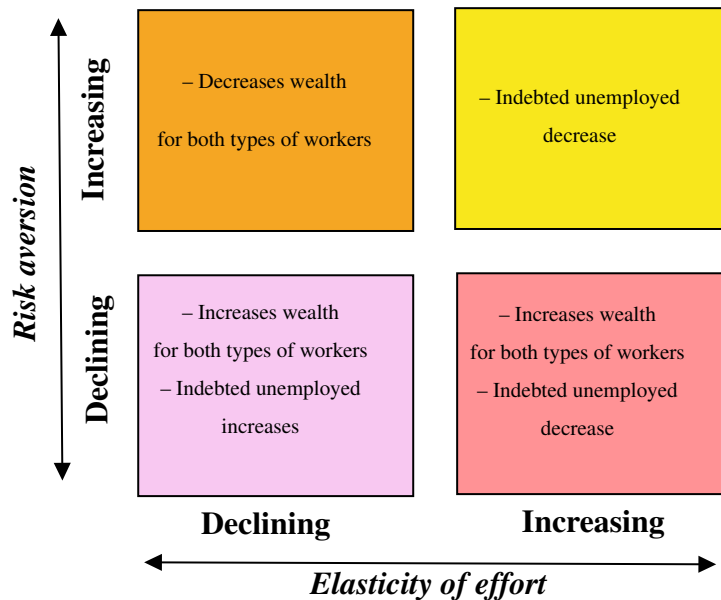 Risk aversion
Increasing
– Decreases wealth
for both types of workers
– Indebted unemployed
decrease
Declining
– Increases wealth
for both types of workers
– Indebted unemployed
increases
– Increases wealth
for both types of workers
– Indebted unemployed
decrease
Declining
Increasing
Elasticity of effort